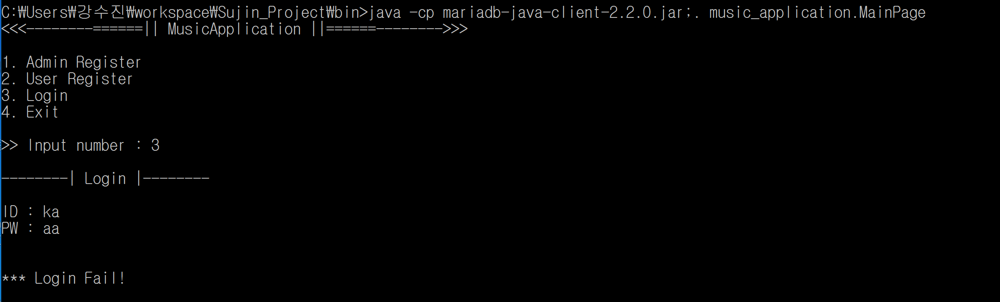 C:₩Users₩강수진₩workspace₩Sujin_Project₩bin>java -cp mariadb-java-client-2.2.0.jar;. music_application.MainPage
<<<--------======|| MusicApplication ||======-------->>>
1. Admin Register
2. User Register
3. Login
4. Exit
>> Input number : 3
--------| Login |--------
ID : ka
PW : aa
*** Login Fail!